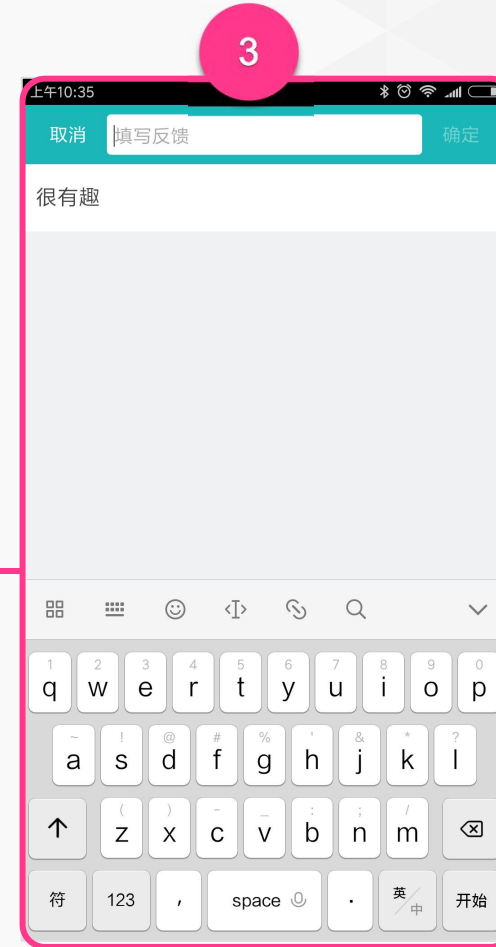 3
上午10:35
取消 填写反馈 确定
很有趣
1 2 3 4 5 6 7 8 9 0
q w e r t y u i o p
~ ! @ # % ' & * ?
a s d f g h j k l
( ) - _ : ; /
z x c v b n m
符 123 , space . 英/中 开始